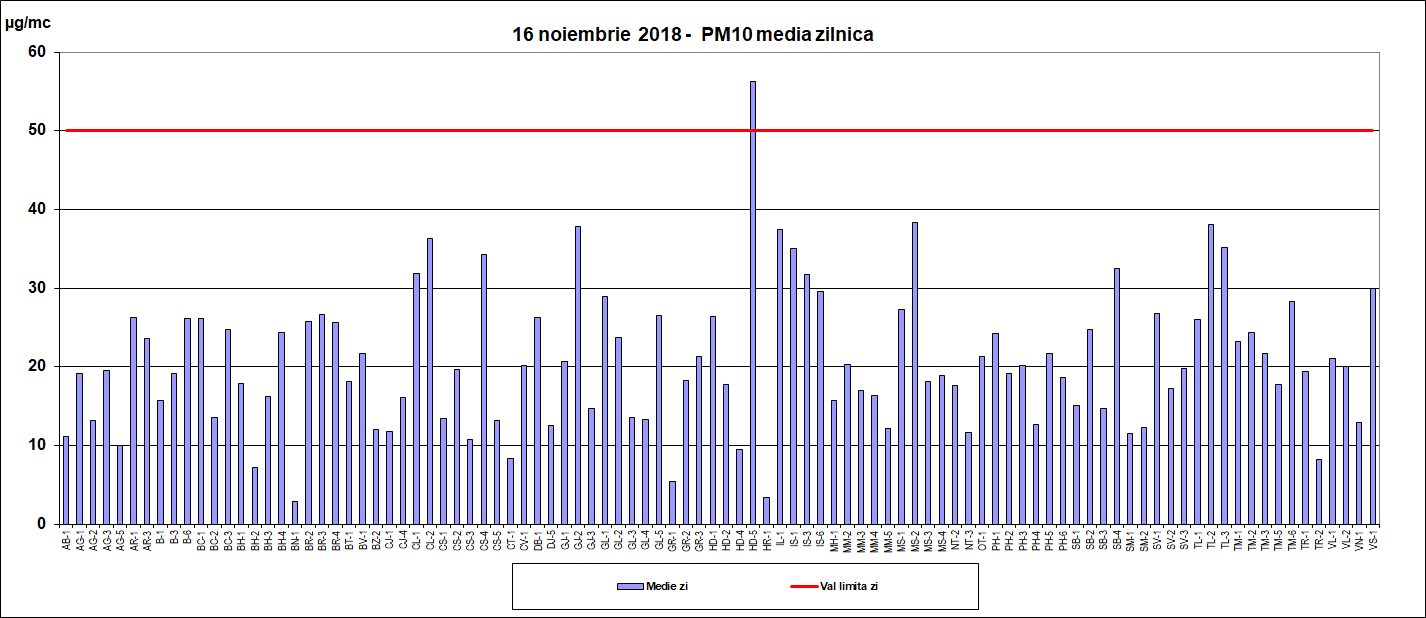 µg/mc
16 noiembrie 2018 - PM10 media zilnica
60
50
40
30
20
10
0
AB-1 AG-1 AG-2 AG-3 AG-5 AR-1 AR-3 B-1 B-3 B-6 BC-1 BC-2 BC-3 BH-1 BH-2 BH-3 BH-4 BN-1 BR-2 BR-3 BR-4 BT-1 BV-1 BZ-2 CJ-1 CJ-4 CL-1 CL-2 CS-1 CS-2 CS-3 CS-4 CS-5 CT-1 CV-1 DB-1 DJ-5 GJ-1 GJ-2 GJ-3 GL-1 GL-2 GL-3 GL-4 GL-5 GR-1 GR-2 GR-3 HD-1 HD-2 HD-4 HD-5 HR-1 IL-1 IS-1 IS-3 IS-6 MH-1 MM-2 MM-3 MM-4 MM-5 MS-1 MS-2 MS-3 MS-4 NT-2 NT-3 OT-1 PH-1 PH-2 PH-3 PH-4 PH-5 PH-6 SB-1 SB-2 SB-3 SB-4 SM-1 SM-2 SV-1 SV-2 SV-3 TL-1 TL-2 TL-3 TM-1 TM-2 TM-3 TM-5 TM-6 TR-1 TR-2 VL-1 VL-2 VN-1 VS-1
Medie zi Val limita zi